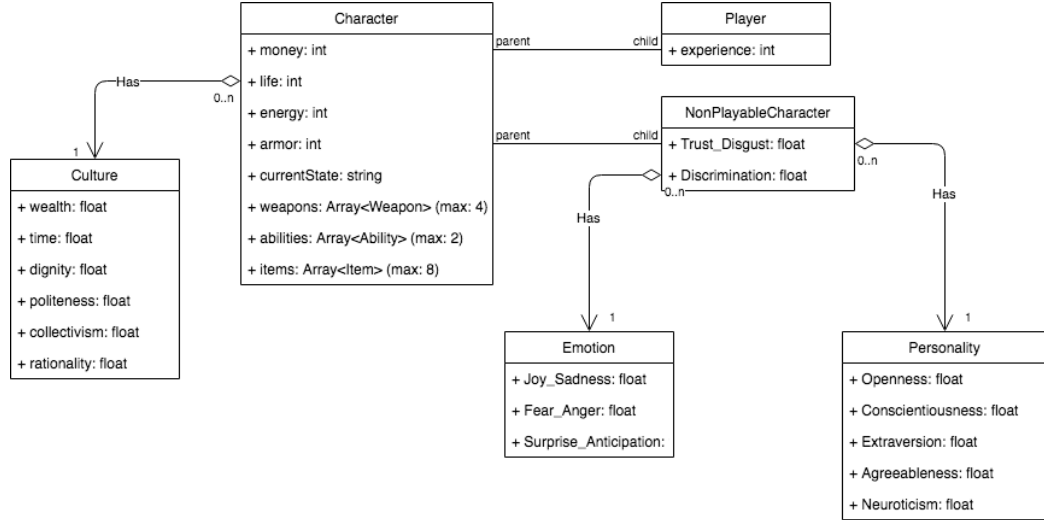 Character
+ money: int
+ life: int
+ energy: int
+ armor: int
+ currentState: string
+ weapons: Array<Weapon> (max: 4)
+ abilities: Array<Ability> (max: 2)
+ items: Array<Item> (max: 8)
Player
+ experience: int
parent
child
NonPlayableCharacter
+ Trust_Disgust: float
+ Discrimination: float
parent
child
Has
0..n
1
Culture
+ wealth: float
+ time: float
+ dignity: float
+ politeness: float
+ collectivism: float
+ rationality: float
0..n
Has
1
Emotion
+ Joy_Sadness: float
+ Fear_Anger: float
+ Surprise_Anticipation:
0..n
Has
1
Personality
+ Openness: float
+ Conscientiousness: float
+ Extraversion: float
+ Agreeableness: float
+ Neuroticism: float